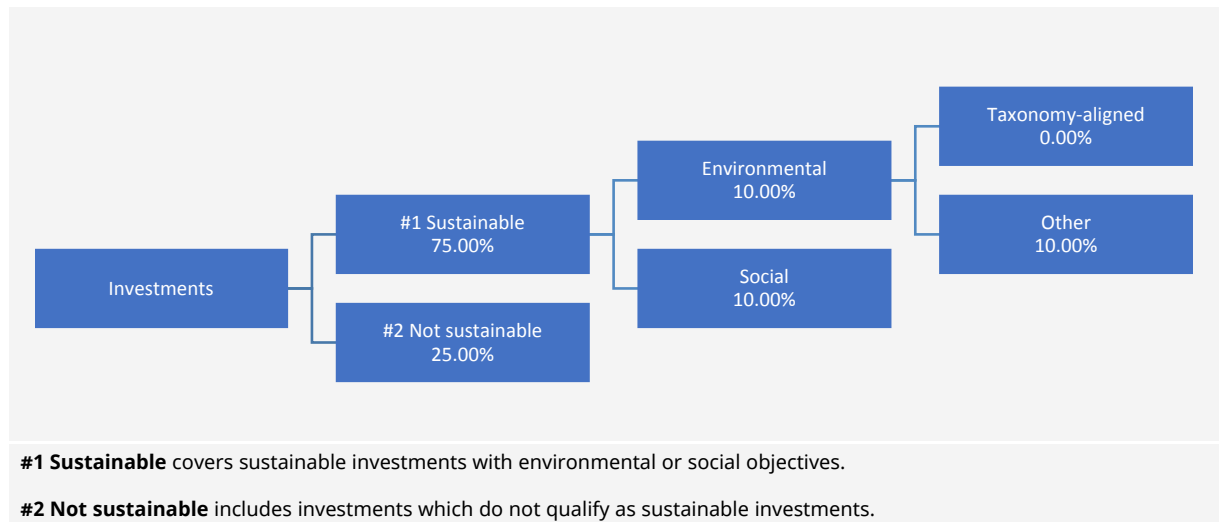 Investments
#1 Sustainable
75.00%
#2 Not sustainable
25.00%
Environmental
10.00%
Social
10.00%
Taxonomy-aligned
0.00%
Other
10.00%
#1 Sustainable covers sustainable investments with environmental or social objectives.
#2 Not sustainable includes investments which do not qualify as sustainable investments.